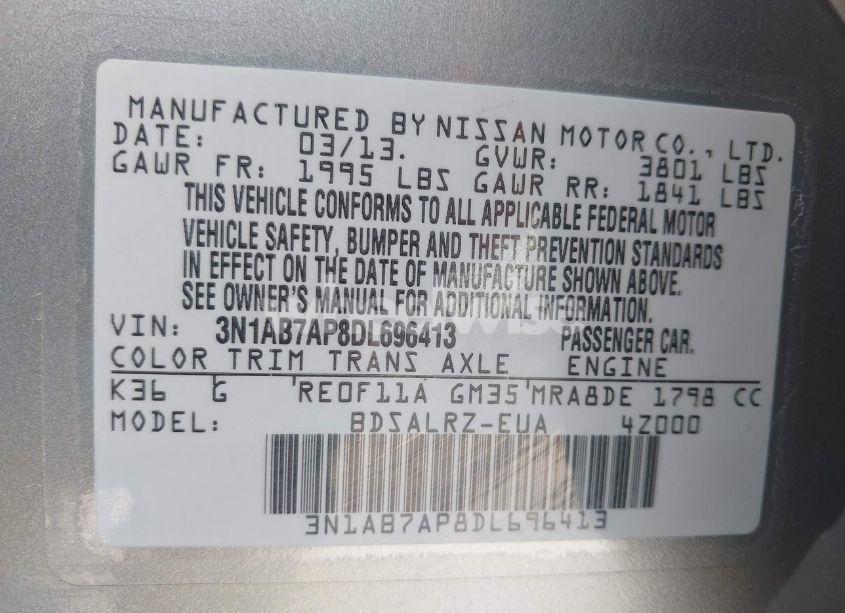 MANUFACTURED BY NISSAN MOTOR CO., LTD.
DATE: 03/13. GVWR: 3801 LBS
GAWR FR: 1995 LBS GAWR RR: 1841 LBS
THIS VEHICLE CONFORMS TO ALL APPLICABLE FEDERAL MOTOR
VEHICLE SAFETY, BUMPER AND THEFT PREVENTION STANDARDS
IN EFFECT ON THE DATE OF MANUFACTURE SHOWN ABOVE.
SEE OWNER'S MANUAL FOR ADDITIONAL INFORMATION.
VIN: 3N1AB7AP8DL696413 PASSENGER CAR.
COLOR TRIM TRANS AXLE ENGINE
K36 G RE0F11A GM35 MRA8DE 1798 CC
MODEL: BDSALRZ-EUA 4Z000
3N1AB7AP8DL696413